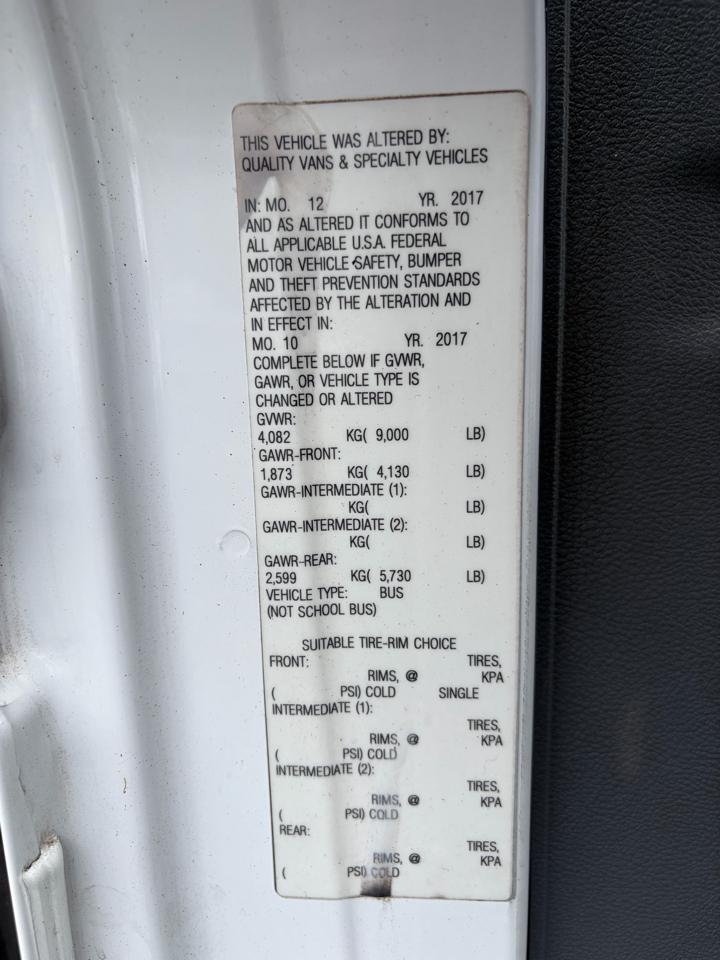 THIS VEHICLE WAS ALTERED BY:
QUALITY VANS & SPECIALTY VEHICLES
IN: MO. 12 YR. 2017
AND AS ALTERED IT CONFORMS TO
ALL APPLICABLE U.S.A. FEDERAL
MOTOR VEHICLE SAFETY, BUMPER
AND THEFT PREVENTION STANDARDS
AFFECTED BY THE ALTERATION AND
IN EFFECT IN:
MO. 10 YR. 2017
COMPLETE BELOW IF GVWR,
GAWR, OR VEHICLE TYPE IS
CHANGED OR ALTERED
GVWR:
4,082 KG( 9,000 LB)
GAWR-FRONT:
1,873 KG( 4,130 LB)
GAWR-INTERMEDIATE (1):
KG( LB)
GAWR-INTERMEDIATE (2):
KG( LB)
GAWR-REAR:
2,599 KG( 5,730 LB)
VEHICLE TYPE: BUS
(NOT SCHOOL BUS)
SUITABLE TIRE-RIM CHOICE
FRONT: TIRES,
RIMS, @ KPA
( PSI) COLD SINGLE
INTERMEDIATE (1):
TIRES,
RIMS, @ KPA
( PSI) COLD
INTERMEDIATE (2):
TIRES,
RIMS, @ KPA
( PSI) COLD
REAR:
TIRES,
RIMS, @ KPA
( PSI) COLD